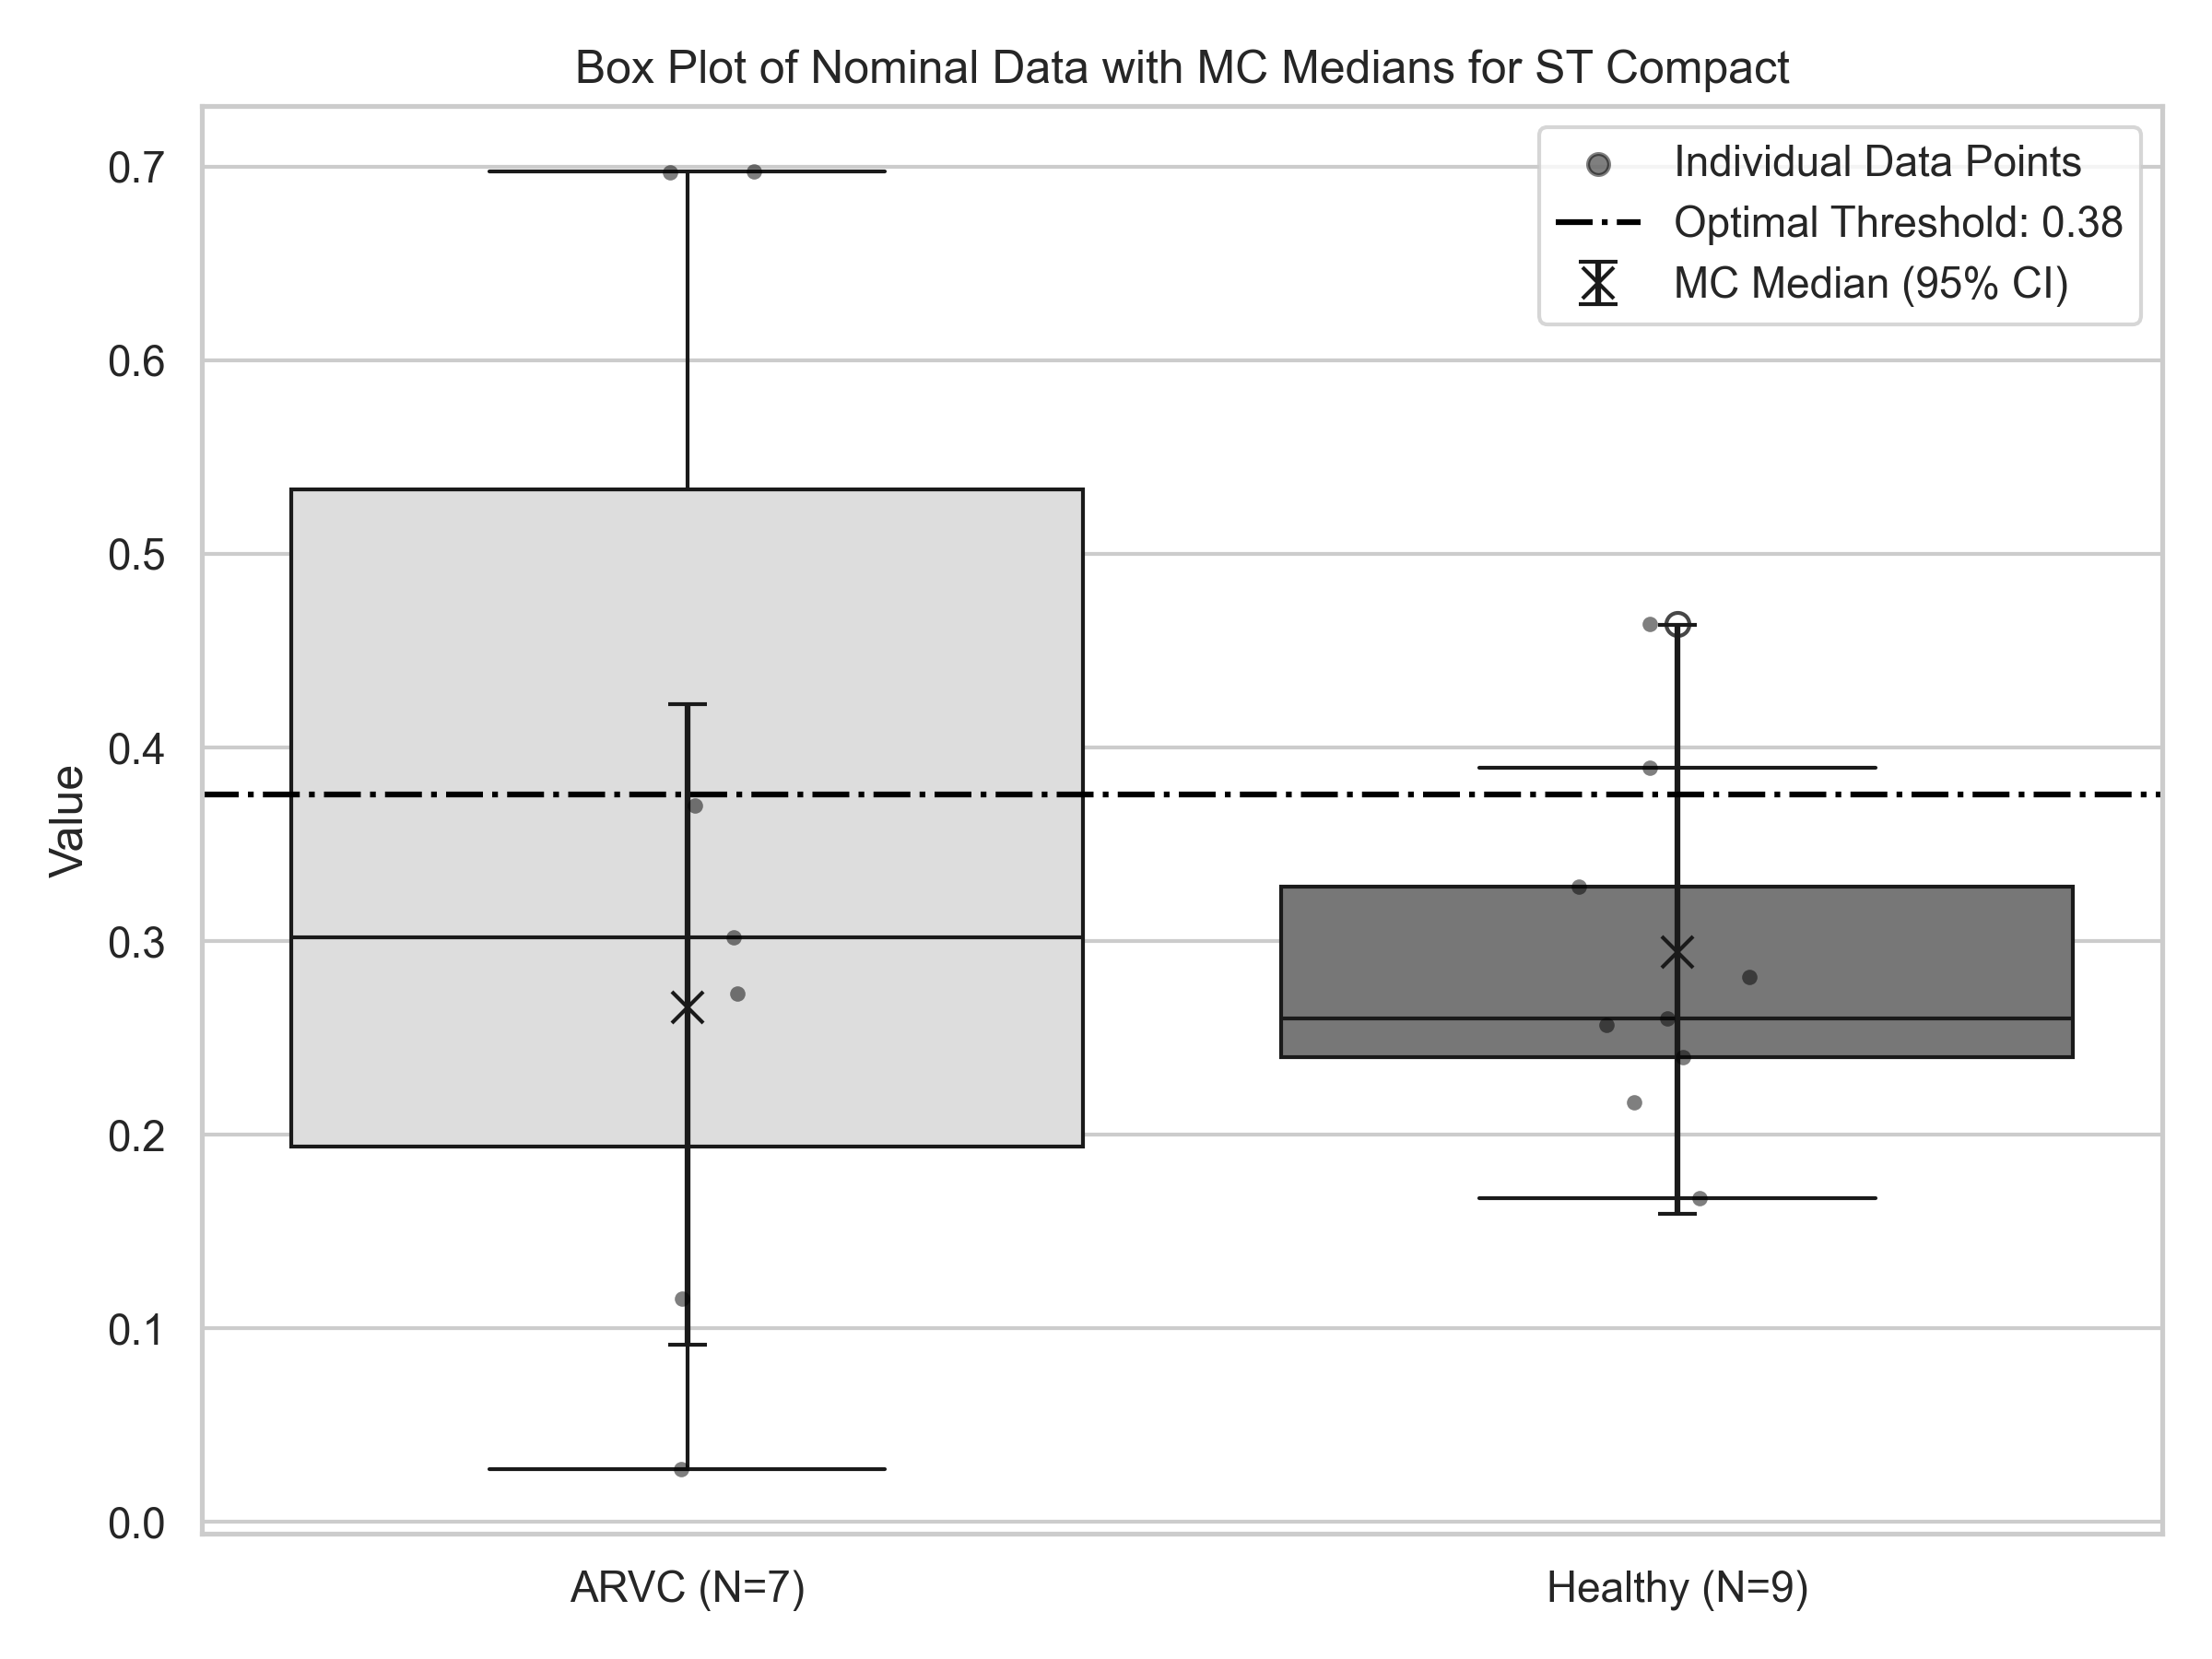 Box Plot of Nominal Data with MC Medians for ST Compact
Individual Data Points
Optimal Threshold: 0.38
MC Median (95% CI)
Value
0.7
0.6
0.5
0.4
0.3
0.2
0.1
0.0
ARVC (N=7)
Healthy (N=9)